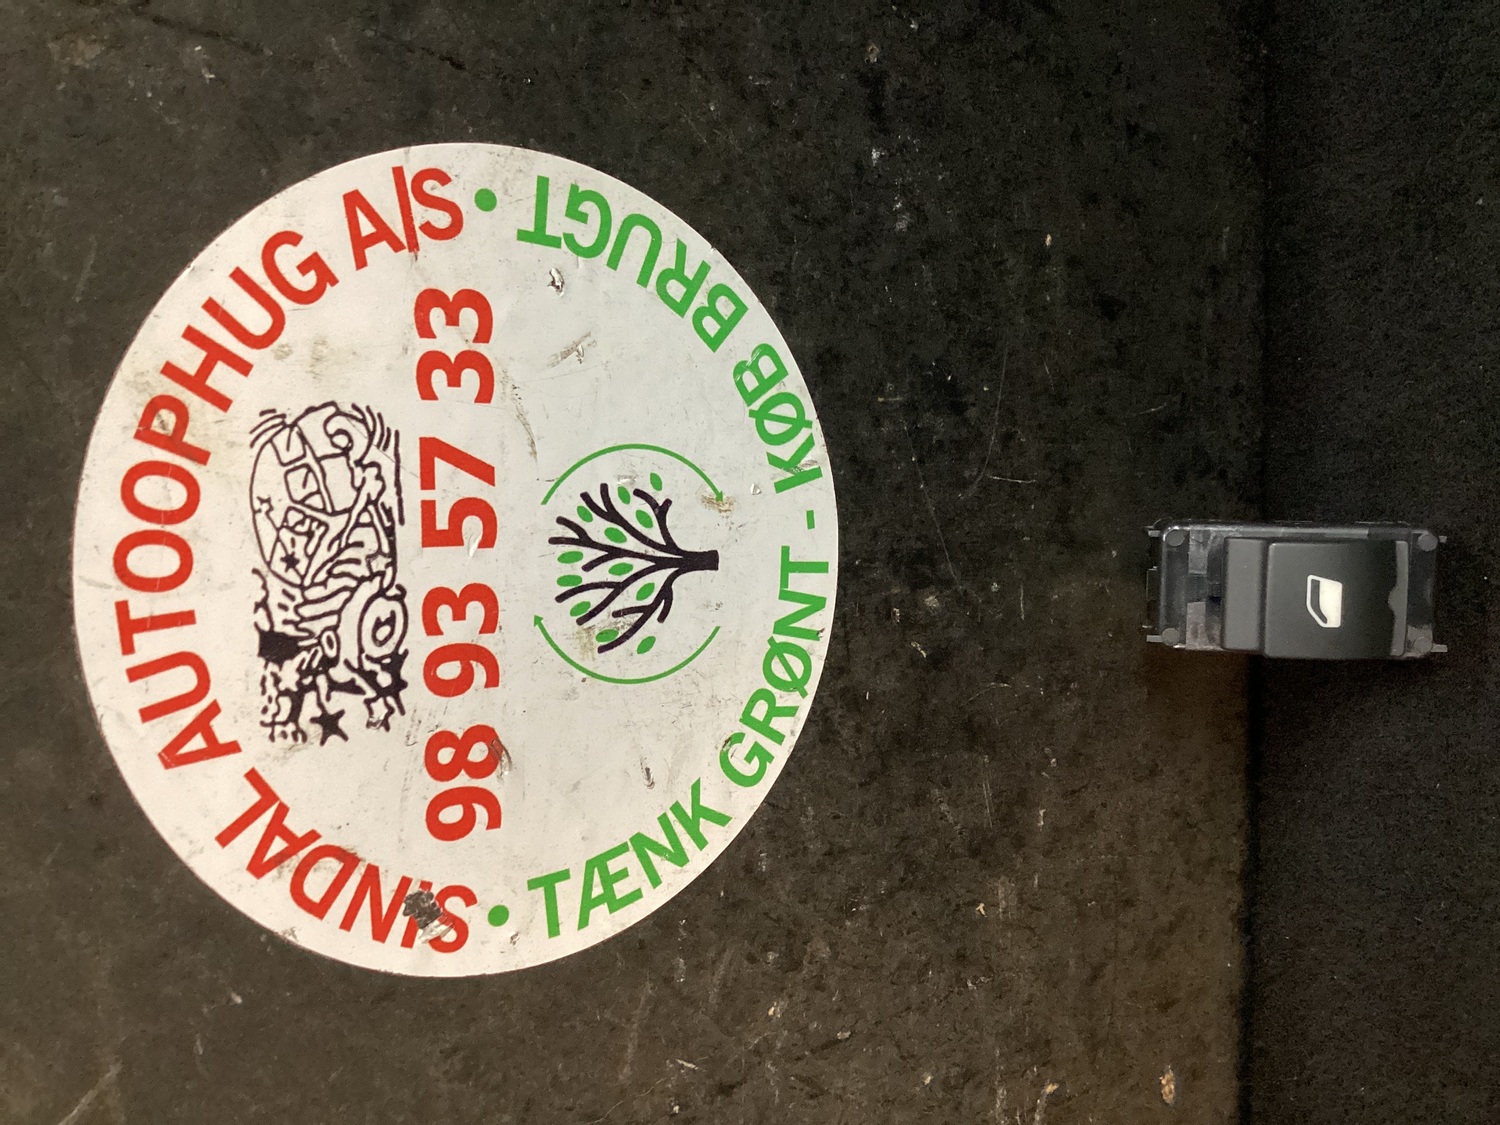 SINDAL AUTOOPHUG A/S
98 93 57 33
• TÆNK GRØNT - KØB BRUGT •